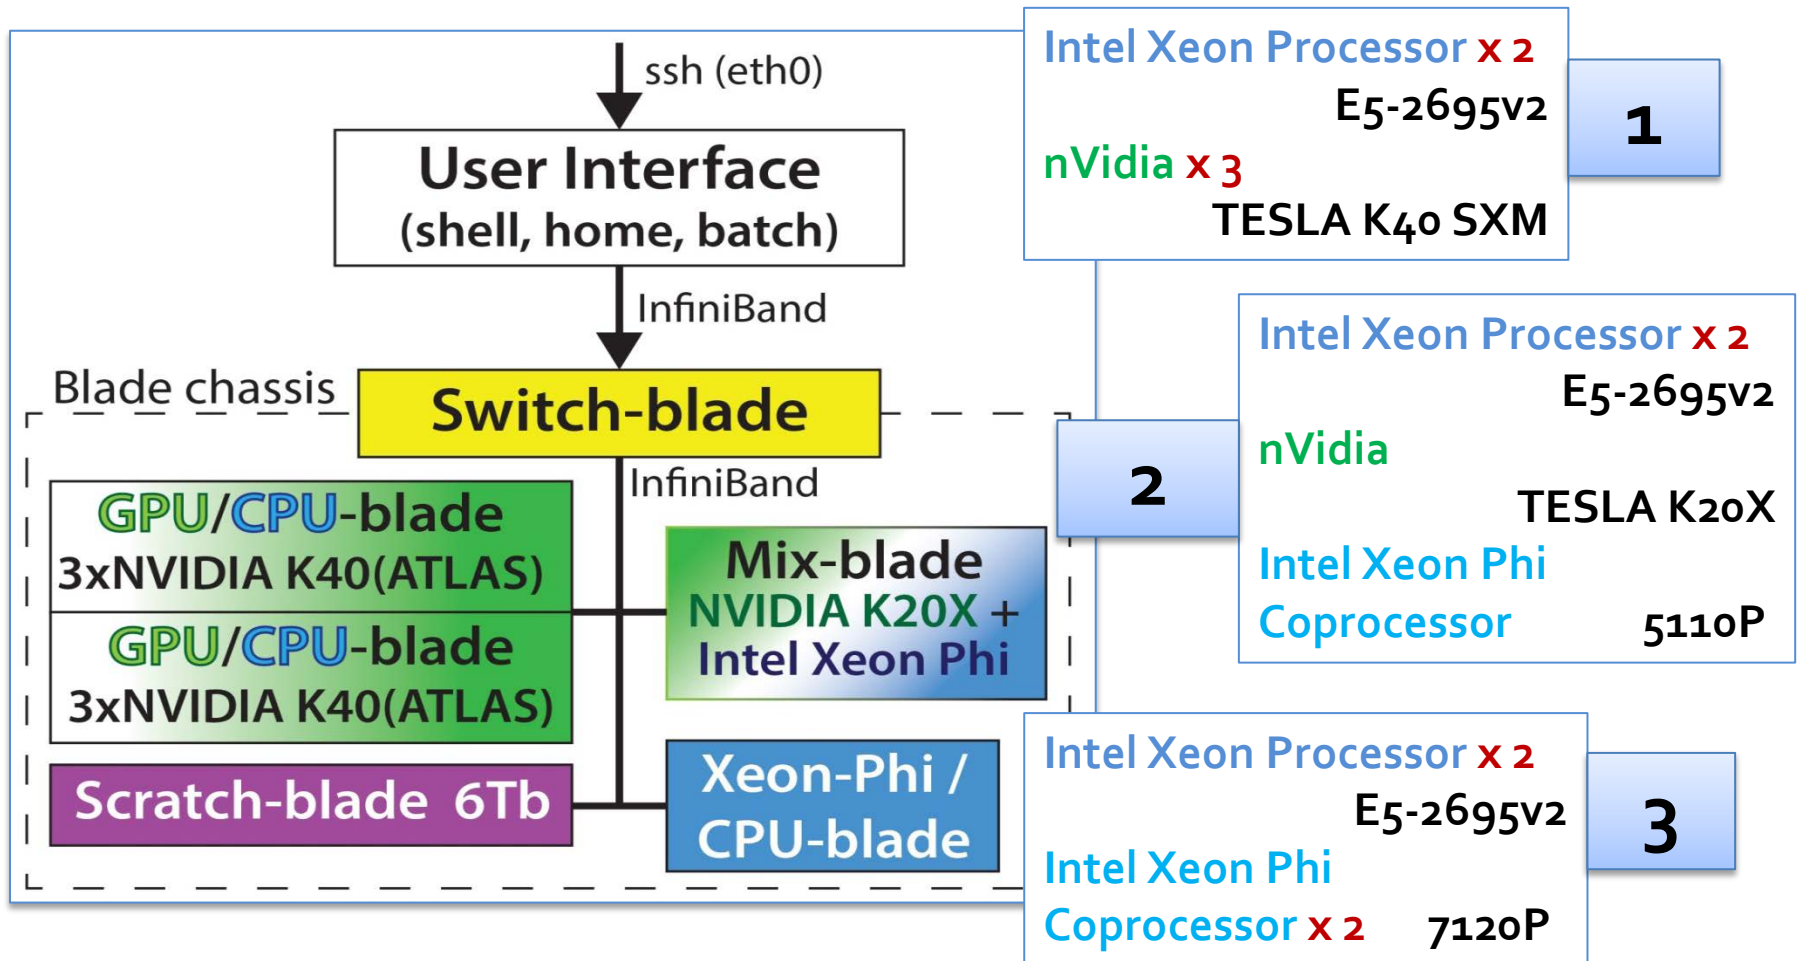 ssh (eth0)
User Interface
(shell, home, batch)
InfiniBand
Blade chassis
Switch-blade
InfiniBand
GPU/CPU-blade
3xNVIDIA K40(ATLAS)
GPU/CPU-blade
3xNVIDIA K40(ATLAS)
Mix-blade
NVIDIA K20X +
Intel Xeon Phi
Scratch-blade 6Tb
Xeon-Phi /
CPU-blade
Intel Xeon Processor x 2
E5-2695v2
nVidia x 3
TESLA K40 SXM
1
Intel Xeon Processor x 2
E5-2695v2
nVidia
TESLA K20X
Intel Xeon Phi
Coprocessor 5110P
2
Intel Xeon Processor x 2
E5-2695v2
Intel Xeon Phi
Coprocessor x 2 7120P
3